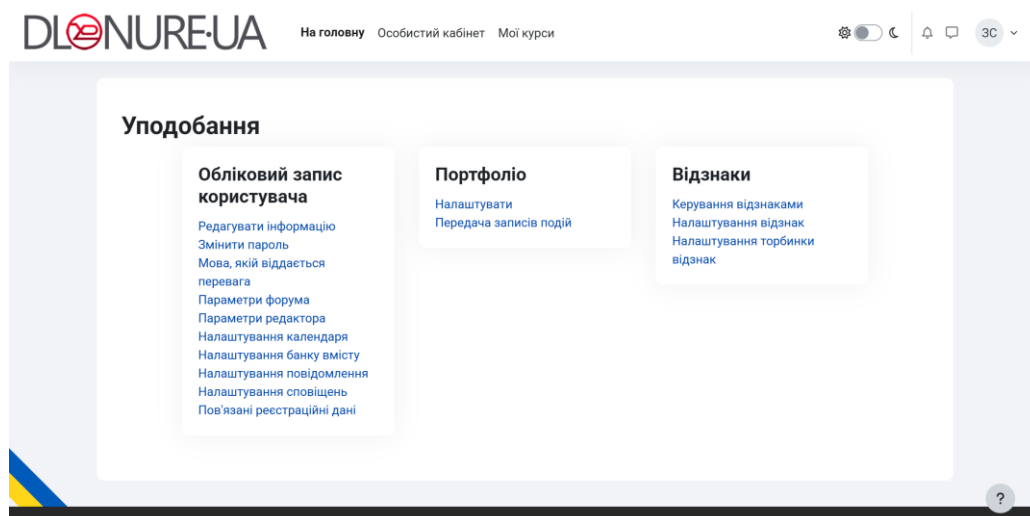 DL NURE·UA
На головну Особистий кабінет Мої курси
ЗС
Уподобання
Обліковий запис
користувача
Редагувати інформацію
Змінити пароль
Мова, якій віддається
перевага
Параметри форума
Параметри редактора
Налаштування календаря
Налаштування банку вмісту
Налаштування повідомлення
Налаштування сповіщень
Пов'язані реєстраційні дані
Портфоліо
Налаштувати
Передача записів подій
Відзнаки
Керування відзнаками
Налаштування відзнак
Налаштування торбинки
відзнак
?